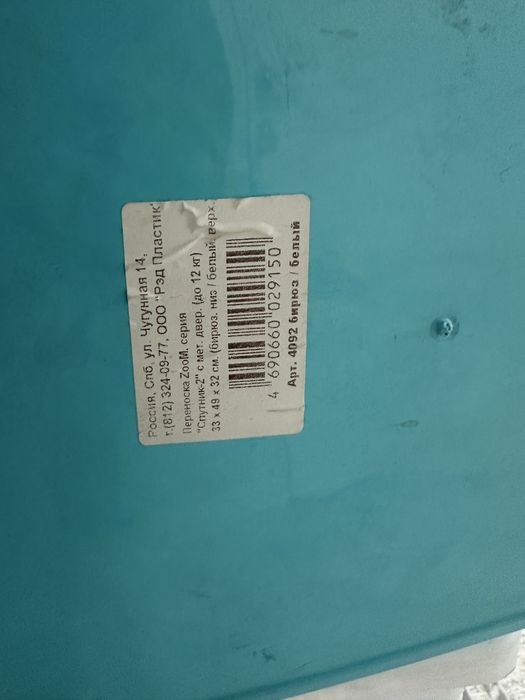 Россия, Спб, ул. Чугунная 14,
т.(812) 324-09-77, ООО "Рэд Пластик"
Переноска ZooM, серия
"Спутник-2" с мет. двер. (до 12 кг)
33 x 49 x 32 см. (бирюз. низ / белый верх)
4 690660 029150
Арт. 4092 бирюз / белый